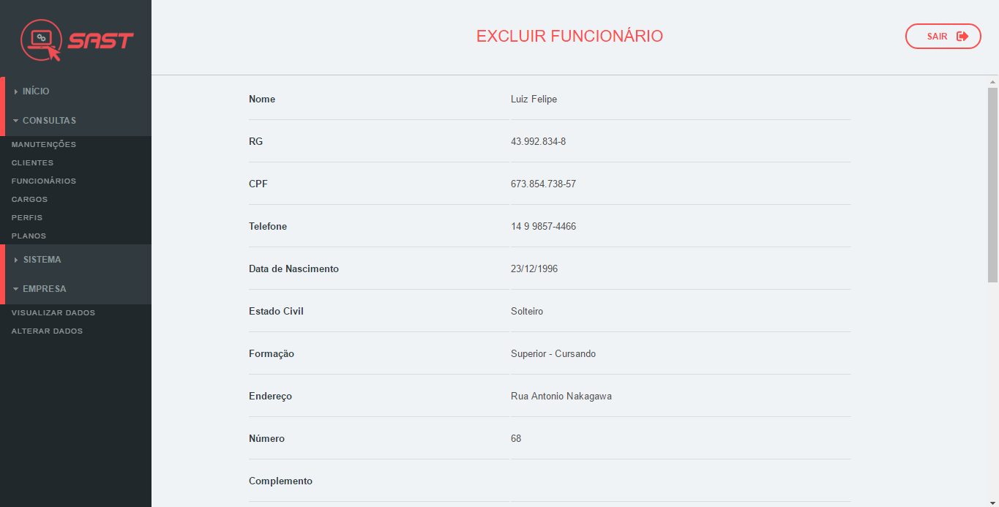 SAST
EXCLUIR FUNCIONÁRIO
SAIR
INÍCIO
CONSULTAS
MANUTENÇÕES
CLIENTES
FUNCIONÁRIOS
CARGOS
PERFIS
PLANOS
SISTEMA
EMPRESA
VISUALIZAR DADOS
ALTERAR DADOS
Nome Luiz Felipe
RG 43.992.834-8
CPF 673.854.738-57
Telefone 14 9 9857-4466
Data de Nascimento 23/12/1996
Estado Civil Solteiro
Formação Superior - Cursando
Endereço Rua Antonio Nakagawa
Número 68
Complemento